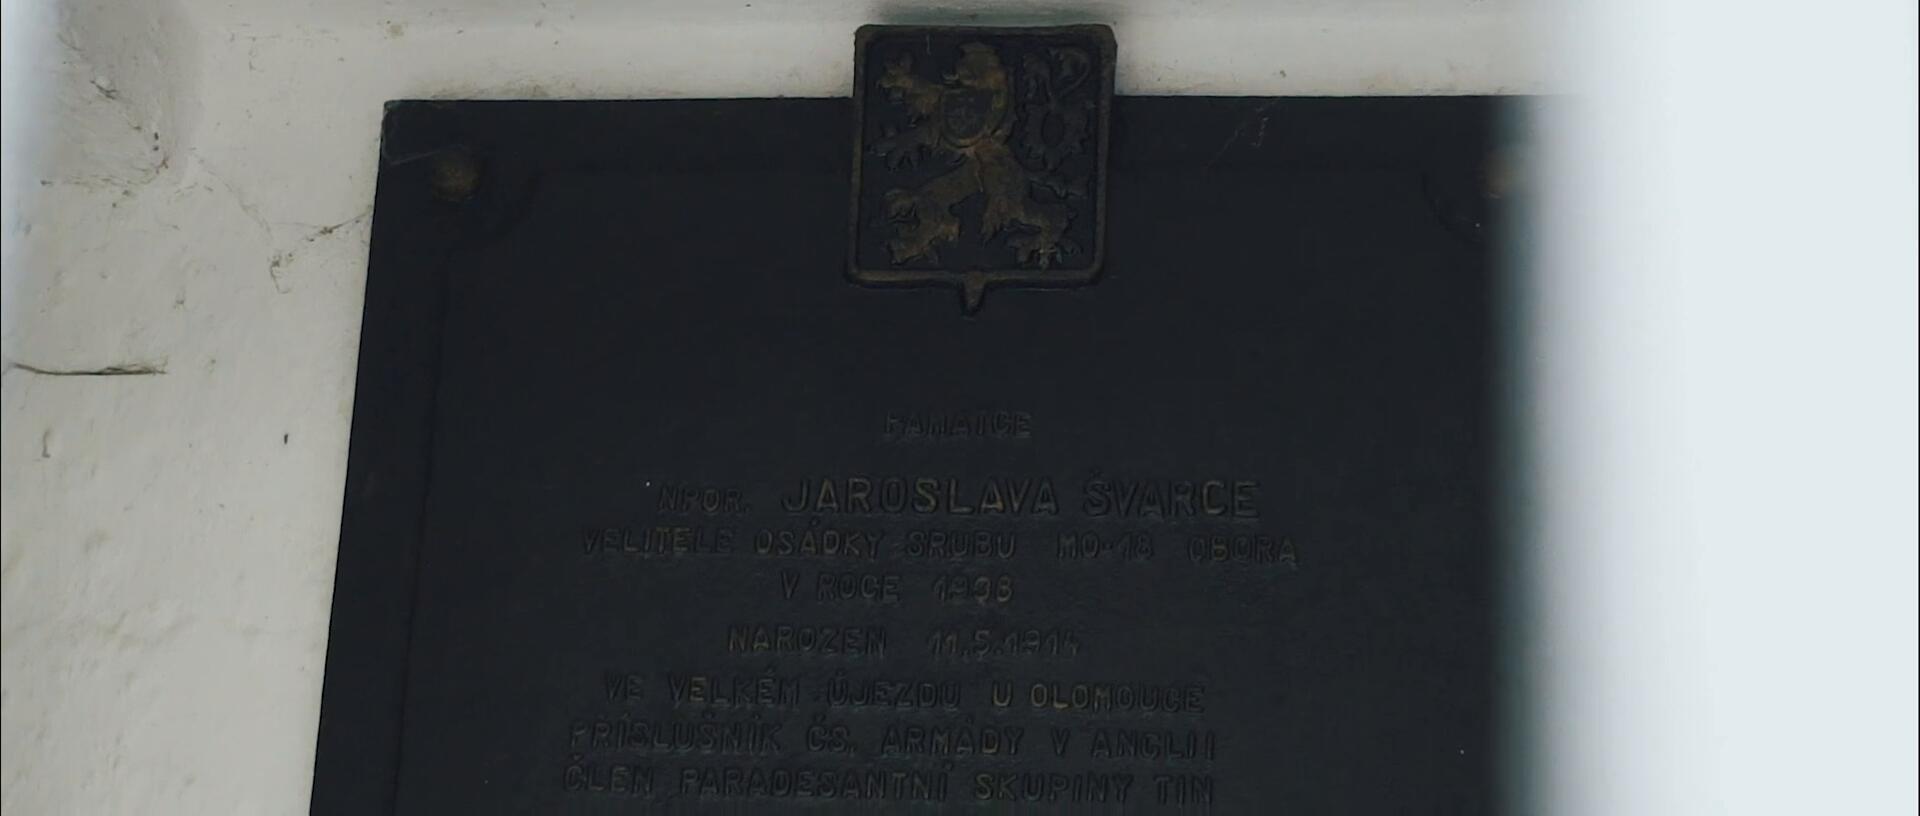 PAMÁTCE
NPOR. JAROSLAVA ŠVARCE
VELITELE OSÁDKY SRUBU MO-18 OBORA
V ROCE 1938
NAROZEN 11.5.1914
VE VELKÉM ÚJEZDU U OLOMOUCE
PŘÍSLUŠNÍK ČS. ARMÁDY V ANGLII
ČLEN PARADESANTNÍ SKUPINY TIN